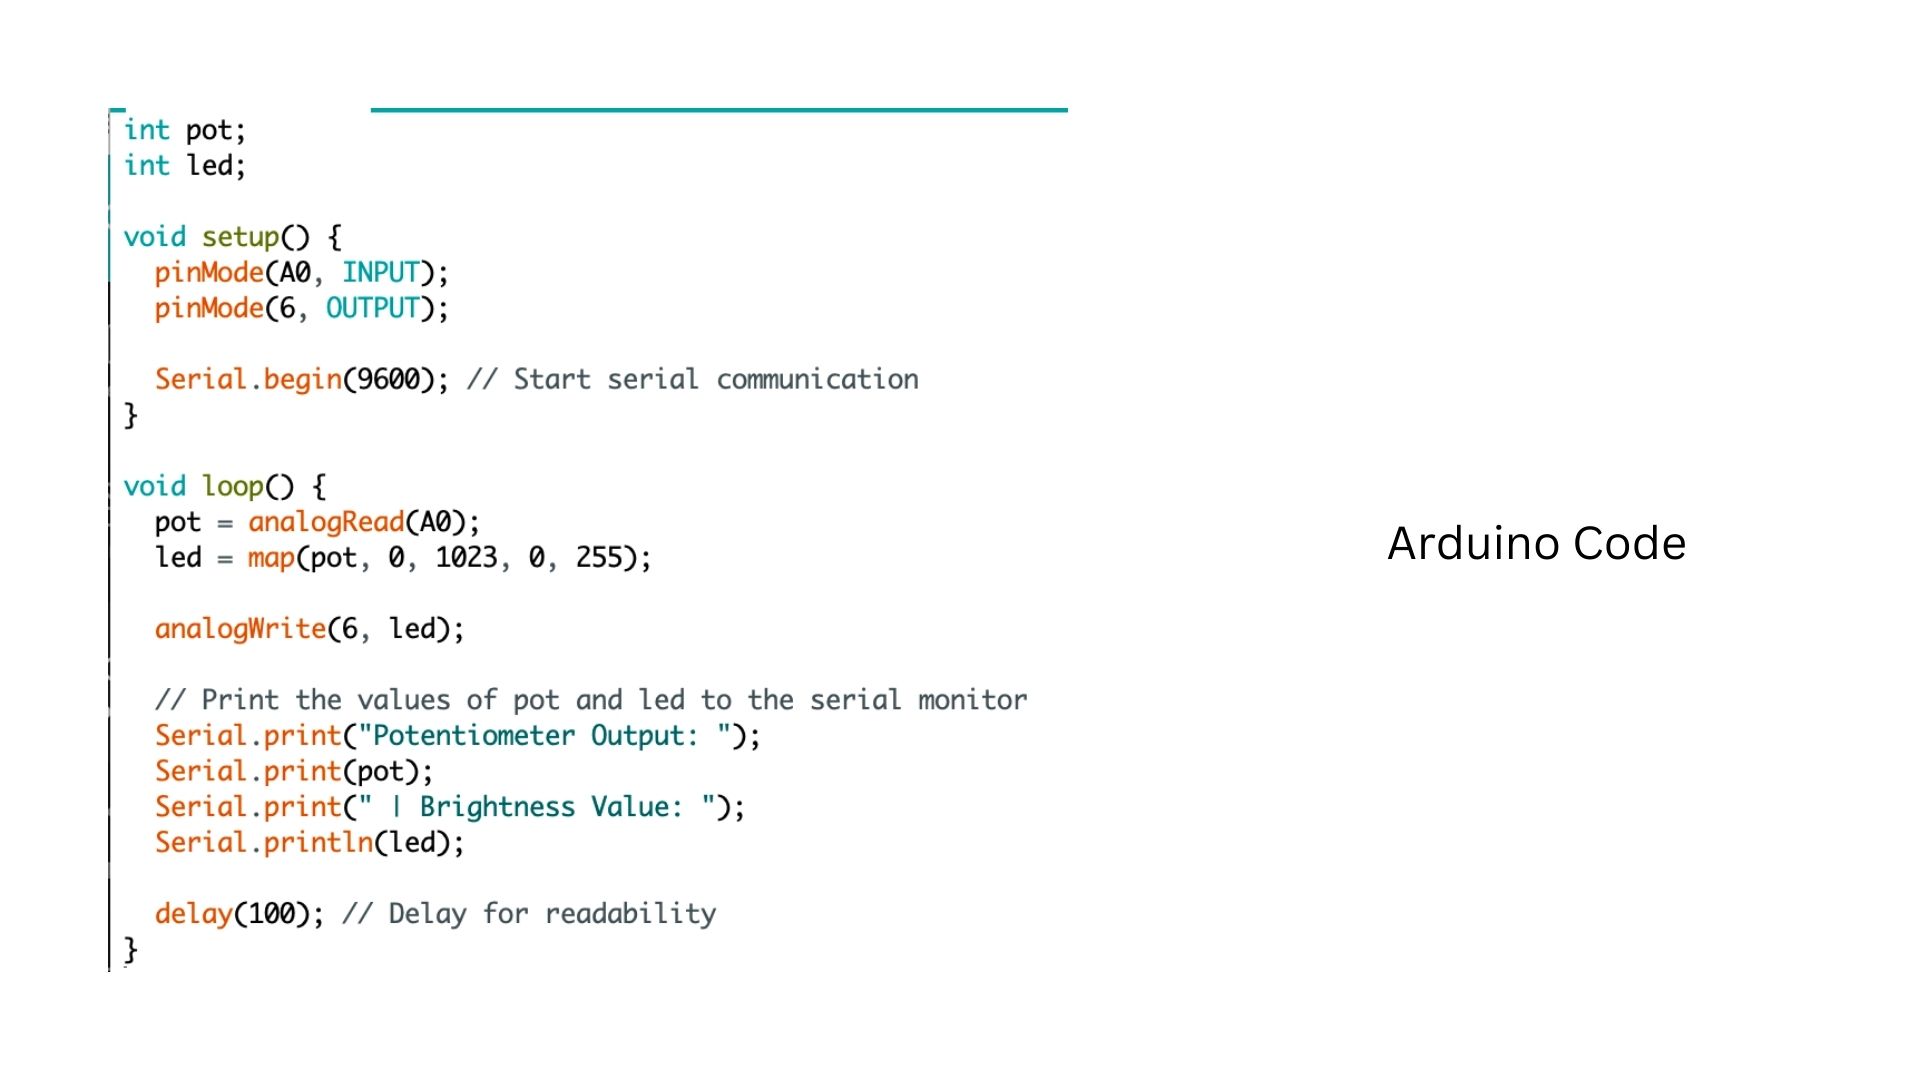 int pot;
int led;
void setup() {
  pinMode(A0, INPUT);
  pinMode(6, OUTPUT);
  Serial.begin(9600); // Start serial communication
}
void loop() {
  pot = analogRead(A0);
  led = map(pot, 0, 1023, 0, 255);
  analogWrite(6, led);
  // Print the values of pot and led to the serial monitor
  Serial.print("Potentiometer Output: ");
  Serial.print(pot);
  Serial.print(" | Brightness Value: ");
  Serial.println(led);
  delay(100); // Delay for readability
}
Arduino Code